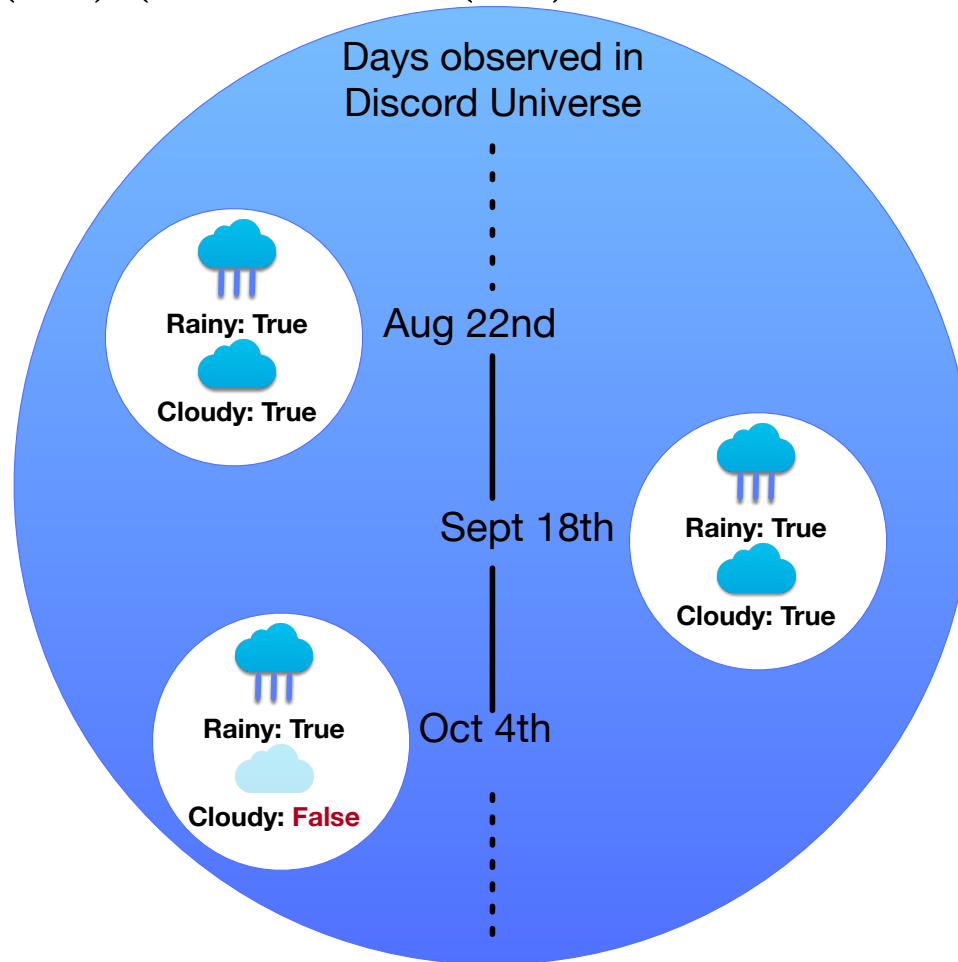 Days observed in
Discord Universe
Rainy: True
Cloudy: True
Aug 22nd
Sept 18th
Rainy: True
Cloudy: True
Rainy: True
Cloudy: False
Oct 4th